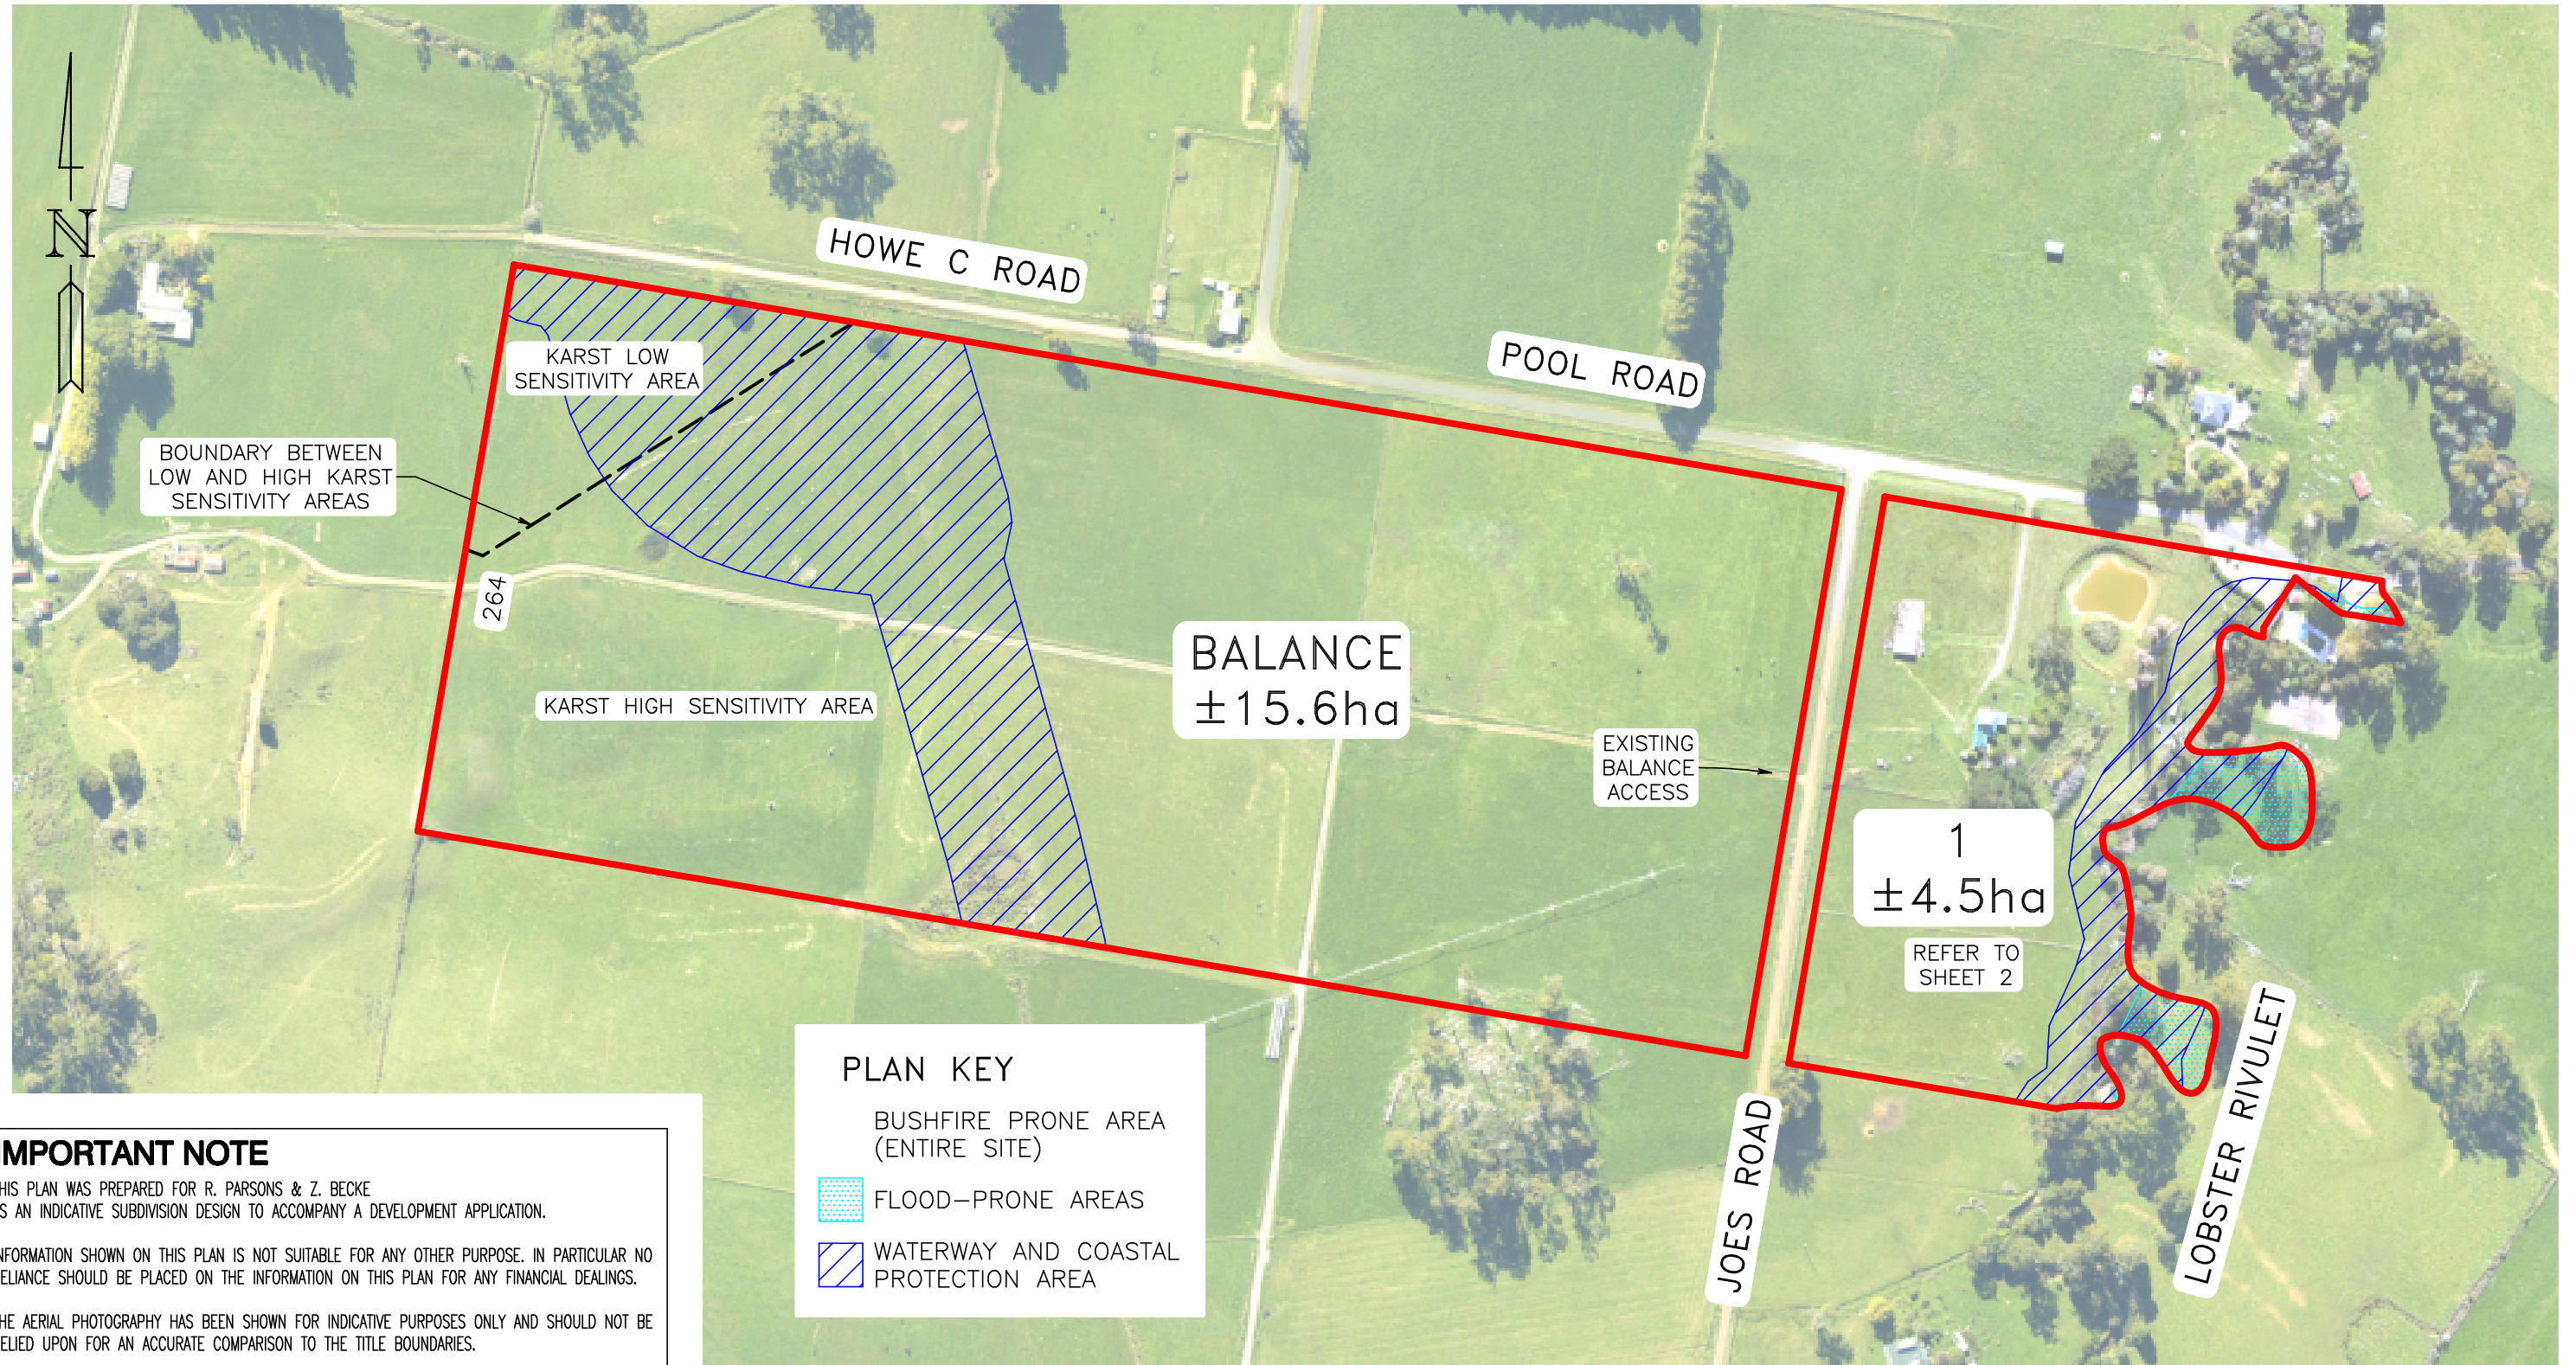 N
HOWE C ROAD
POOL ROAD
KARST LOW
SENSITIVITY AREA
BOUNDARY BETWEEN
LOW AND HIGH KARST
SENSITIVITY AREAS
264
KARST HIGH SENSITIVITY AREA
BALANCE
±15.6ha
EXISTING
BALANCE
ACCESS
1
±4.5ha
REFER TO
SHEET 2
JOES ROAD
LOBSTER RIVULET
PLAN KEY
BUSHFIRE PRONE AREA
(ENTIRE SITE)
FLOOD-PRONE AREAS
WATERWAY AND COASTAL
PROTECTION AREA
IMPORTANT NOTE
HIS PLAN WAS PREPARED FOR R. PARSONS & Z. BECKE
S AN INDICATIVE SUBDIVISION DESIGN TO ACCOMPANY A DEVELOPMENT APPLICATION.
NFORMATION SHOWN ON THIS PLAN IS NOT SUITABLE FOR ANY OTHER PURPOSE. IN PARTICULAR NO
ELIANCE SHOULD BE PLACED ON THE INFORMATION ON THIS PLAN FOR ANY FINANCIAL DEALINGS.
HE AERIAL PHOTOGRAPHY HAS BEEN SHOWN FOR INDICATIVE PURPOSES ONLY AND SHOULD NOT BE
ELIED UPON FOR AN ACCURATE COMPARISON TO THE TITLE BOUNDARIES.